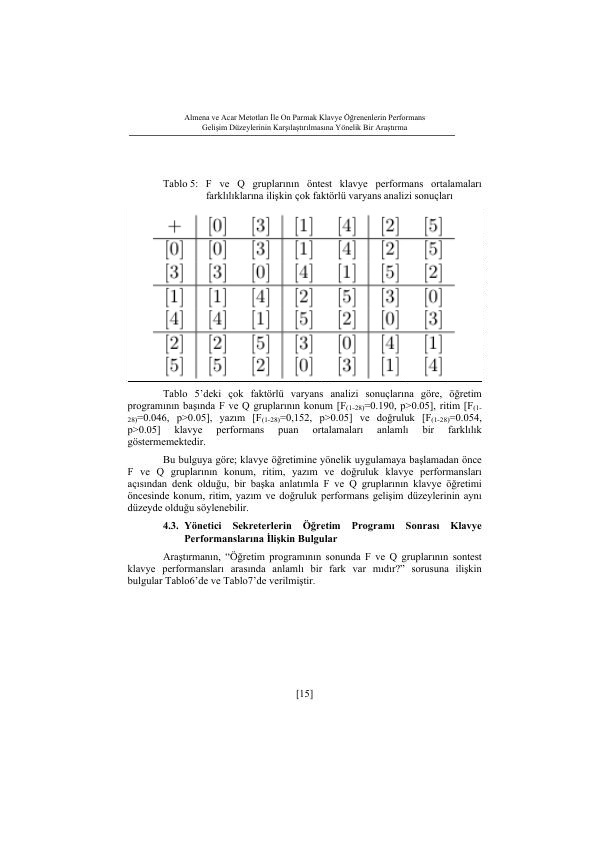 Almena ve Acar Metotları İle On Parmak Klavye Öğrenenlerin Performans
Gelişim Düzeylerinin Karşılaştırılmasına Yönelik Bir Araştırma
Tablo 5: F ve Q gruplarının öntest klavye performans ortalamaları
farklılıklarına ilişkin çok faktörlü varyans analizi sonuçları
+ [0] [3] [1] [4] [2] [5]
[0] [0] [3] [1] [4] [2] [5]
[3] [3] [0] [4] [1] [5] [2]
[1] [1] [4] [2] [5] [3] [0]
[4] [4] [1] [5] [2] [0] [3]
[2] [2] [5] [3] [0] [4] [1]
[5] [5] [2] [0] [3] [1] [4]
Tablo 5'deki çok faktörlü varyans analizi sonuçlarına göre, öğretim
programının başında F ve Q gruplarının konum [F(1-28)=0.190, p>0.05], ritim [F(1-
28)=0.046, p>0.05], yazım [F(1-28)=0,152, p>0.05] ve doğruluk [F(1-28)=0.054,
p>0.05] klavye performans puan ortalamaları anlamlı bir farklılık
göstermemektedir.
Bu bulguya göre; klavye öğretimine yönelik uygulamaya başlamadan önce
F ve Q gruplarının konum, ritim, yazım ve doğruluk klavye performansları
açısından denk olduğu, bir başka anlatımla F ve Q gruplarının klavye öğretimi
öncesinde konum, ritim, yazım ve doğruluk performans gelişim düzeylerinin aynı
düzeyde olduğu söylenebilir.
4.3. Yönetici Sekreterlerin Öğretim Programı Sonrası Klavye
Performanslarına İlişkin Bulgular
Araştırmanın, “Öğretim programının sonunda F ve Q gruplarının sontest
klavye performansları arasında anlamlı bir fark var mıdır?” sorusuna ilişkin
bulgular Tablo6'de ve Tablo7'de verilmiştir.
[15]